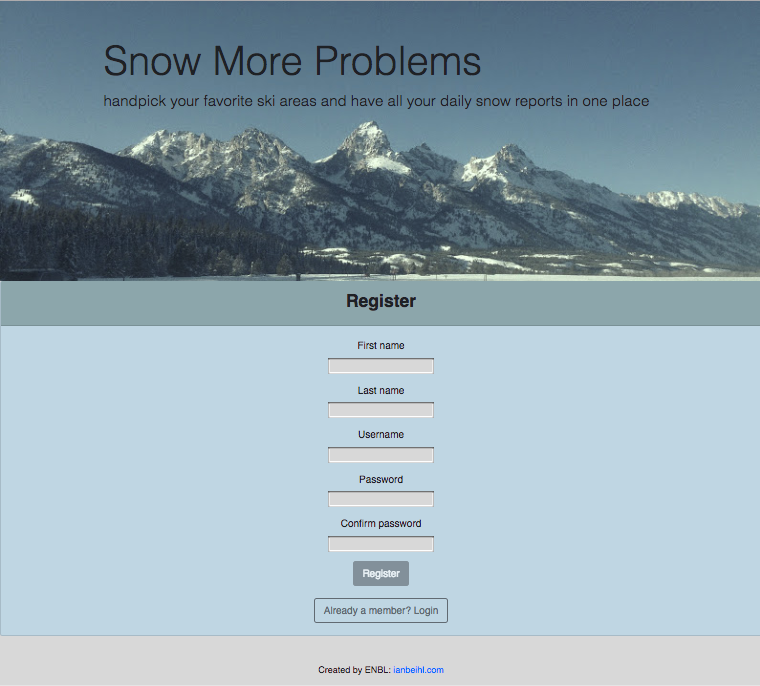 Snow More Problems
handpick your favorite ski areas and have all your daily snow reports in one place
Register
First name
Last name
Username
Password
Confirm password
Register
Already a member? Login
Created by ENBL: ianbeihl.com